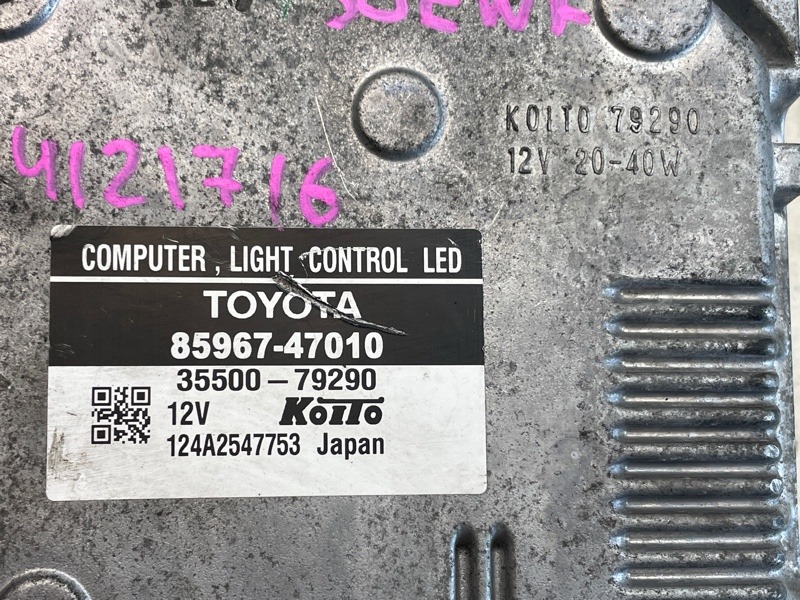 KOITO 79290
12V 20-40W
4121716
COMPUTER , LIGHT CONTROL LED
TOYOTA
85967-47010
35500-79290
12V KOITO
124A2547753 Japan